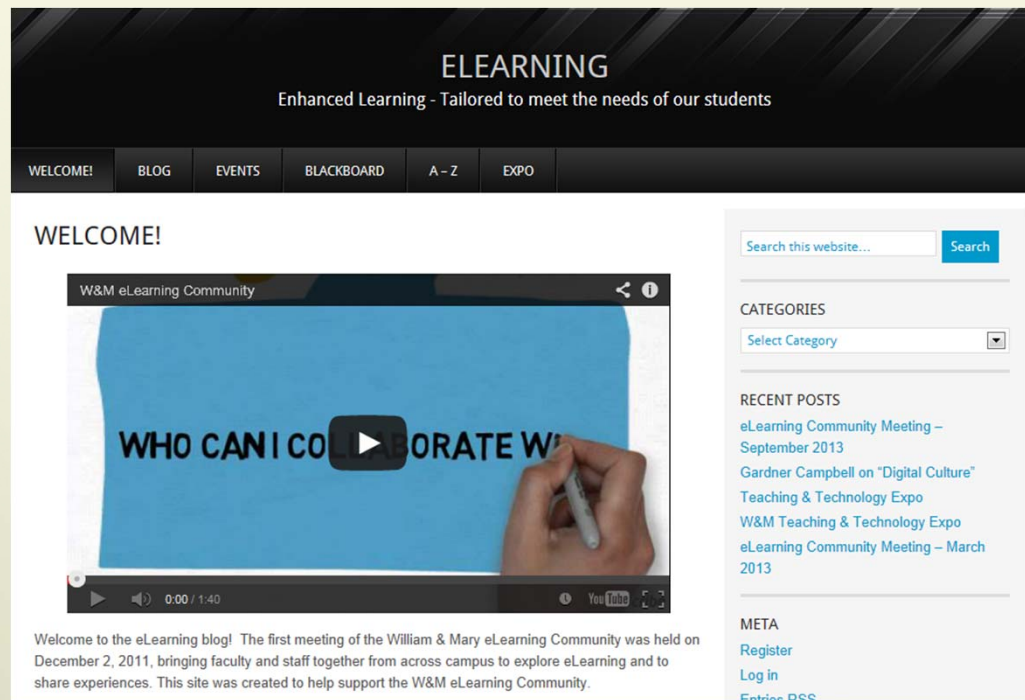 ELEARNING
Enhanced Learning - Tailored to meet the needs of our students
WELCOME!
BLOG
EVENTS
BLACKBOARD
A – Z
EXPO
WELCOME!
W&M eLearning Community
WHO CAN I COLLABORATE W
0:00 / 1:40
YouTube
Welcome to the eLearning blog! The first meeting of the William & Mary eLearning Community was held on
December 2, 2011, bringing faculty and staff together from across campus to explore eLearning and to
share experiences. This site was created to help support the W&M eLearning Community.
Search this website...
Search
CATEGORIES
Select Category
RECENT POSTS
eLearning Community Meeting –
September 2013
Gardner Campbell on “Digital Culture”
Teaching & Technology Expo
W&M Teaching & Technology Expo
eLearning Community Meeting – March
2013
META
Register
Log in
Entries RSS